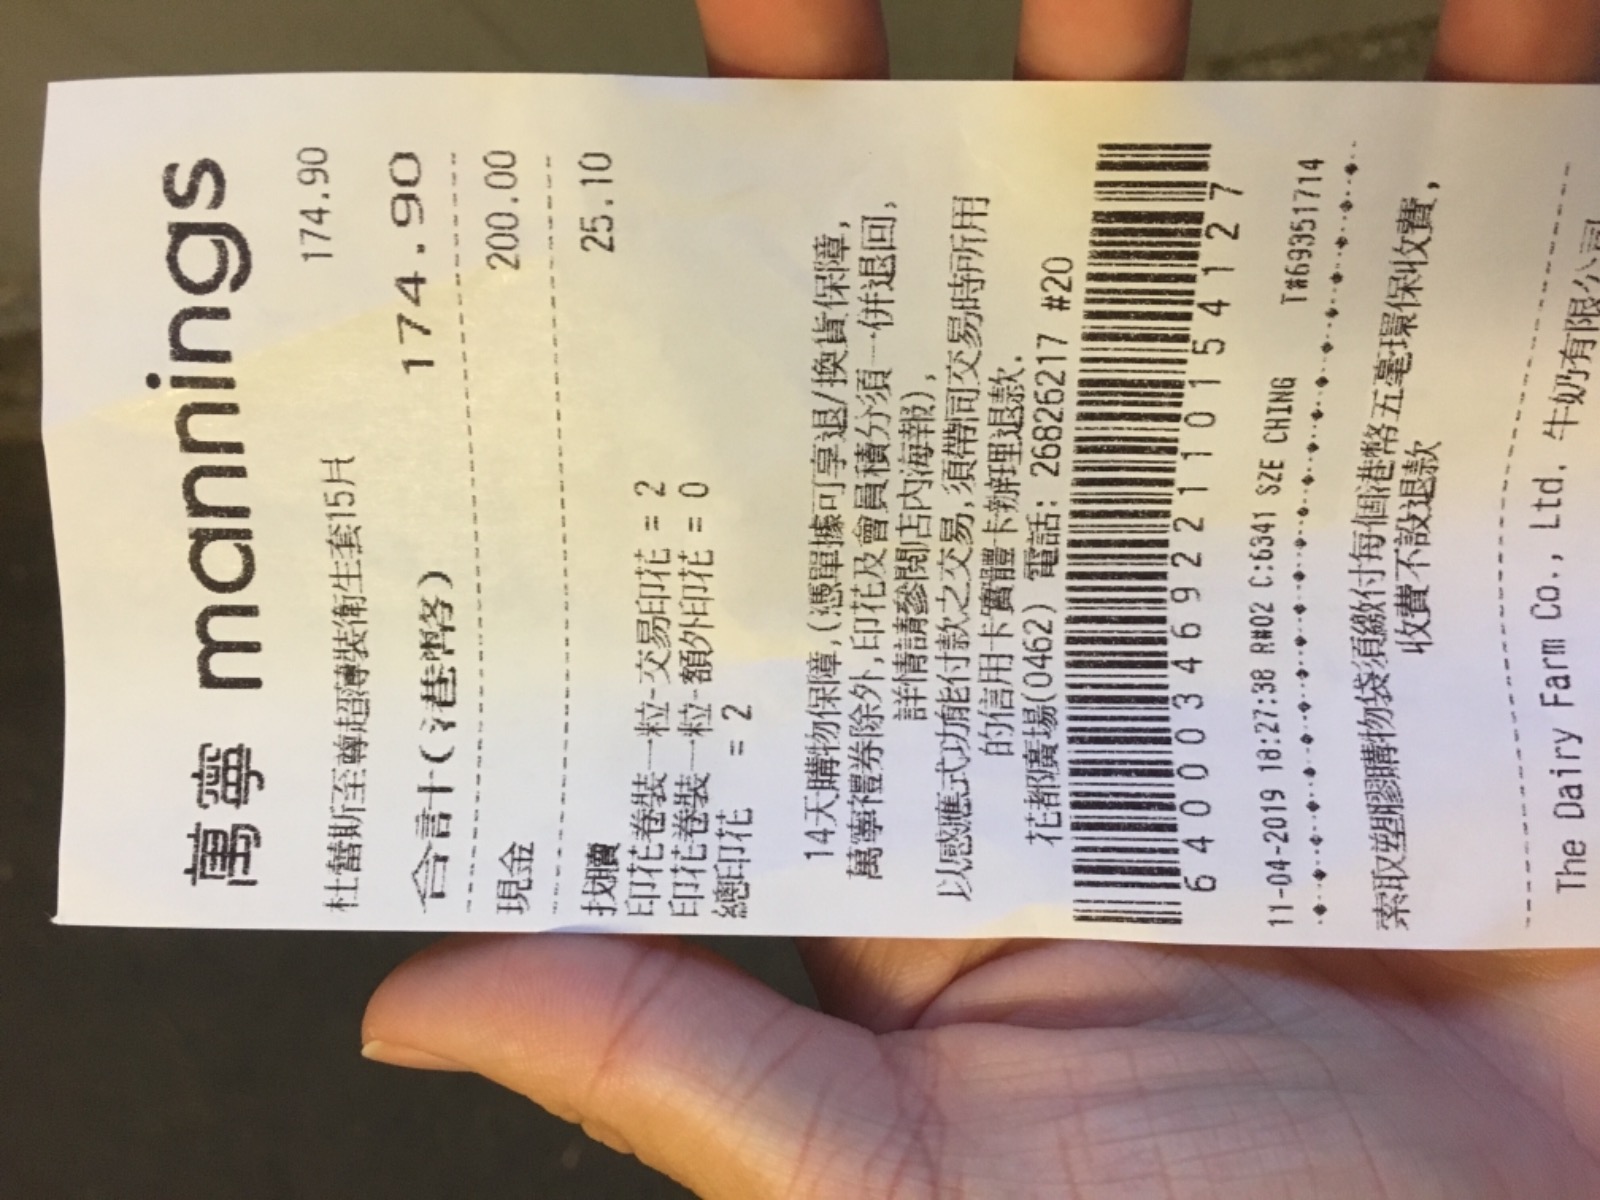 萬寧 mannings
杜蕾斯至尊超薄裝衛生套15片 174.90
合計(港幣) 174.90
現金 200.00
找贖 25.10
印花卷裝一粒-交易印花 = 2
印花卷裝一粒-額外印花 = 0
總印花 = 2
14天購物保障,(憑單據可享退/換貨保障,
萬寧禮券除外,印花及會員積分須一併退回,
詳情請參閱店內海報),
以感應式功能付款之交易,須帶同交易時所用
的信用卡實體卡辦理退款.
花都廣場(0462) 電話: 26826217 #20
64000346922110154127
11-04-2019 18:27:38 R#02 C:6341 SZE CHING T#69351714
索取塑膠購物袋須繳付每個港幣五毫環保收費,
收費不設退款
The Dairy Farm Co., Ltd. 牛奶有限公司